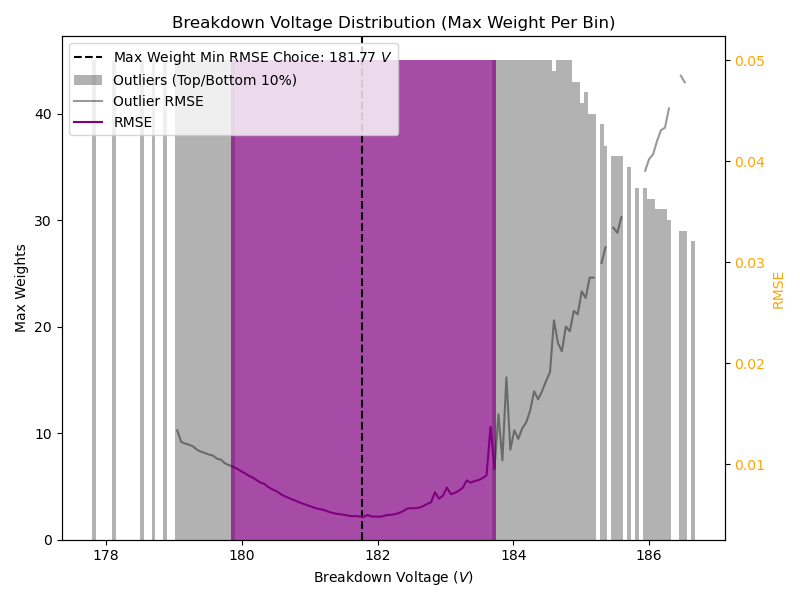 Breakdown Voltage Distribution (Max Weight Per Bin)
Max Weight Min RMSE Choice: 181.77 V
Outliers (Top/Bottom 10%)
Outlier RMSE
RMSE
Max Weights
0
10
20
30
40
178
180
182
184
186
Breakdown Voltage (V)
0.01
0.02
0.03
0.04
0.05
RMSE